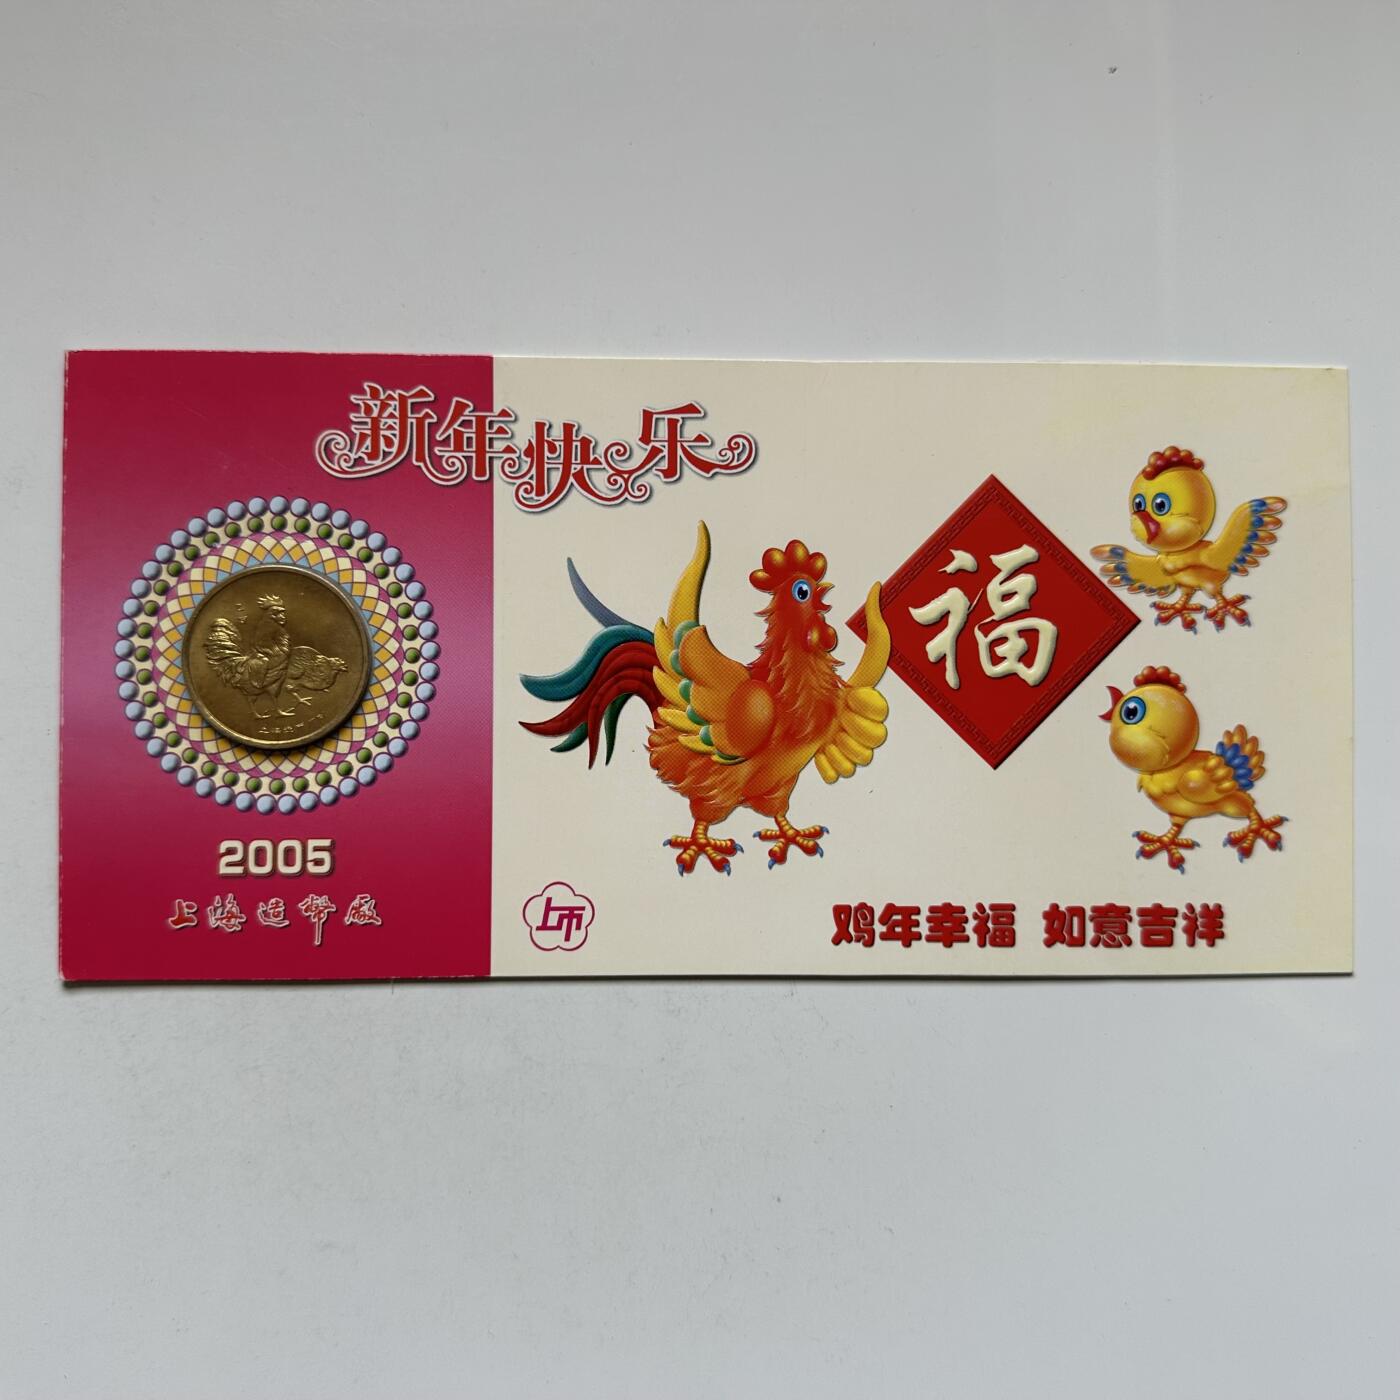 新年快乐
福
2005
上海造幣廠
上币
鸡年幸福 如意吉祥